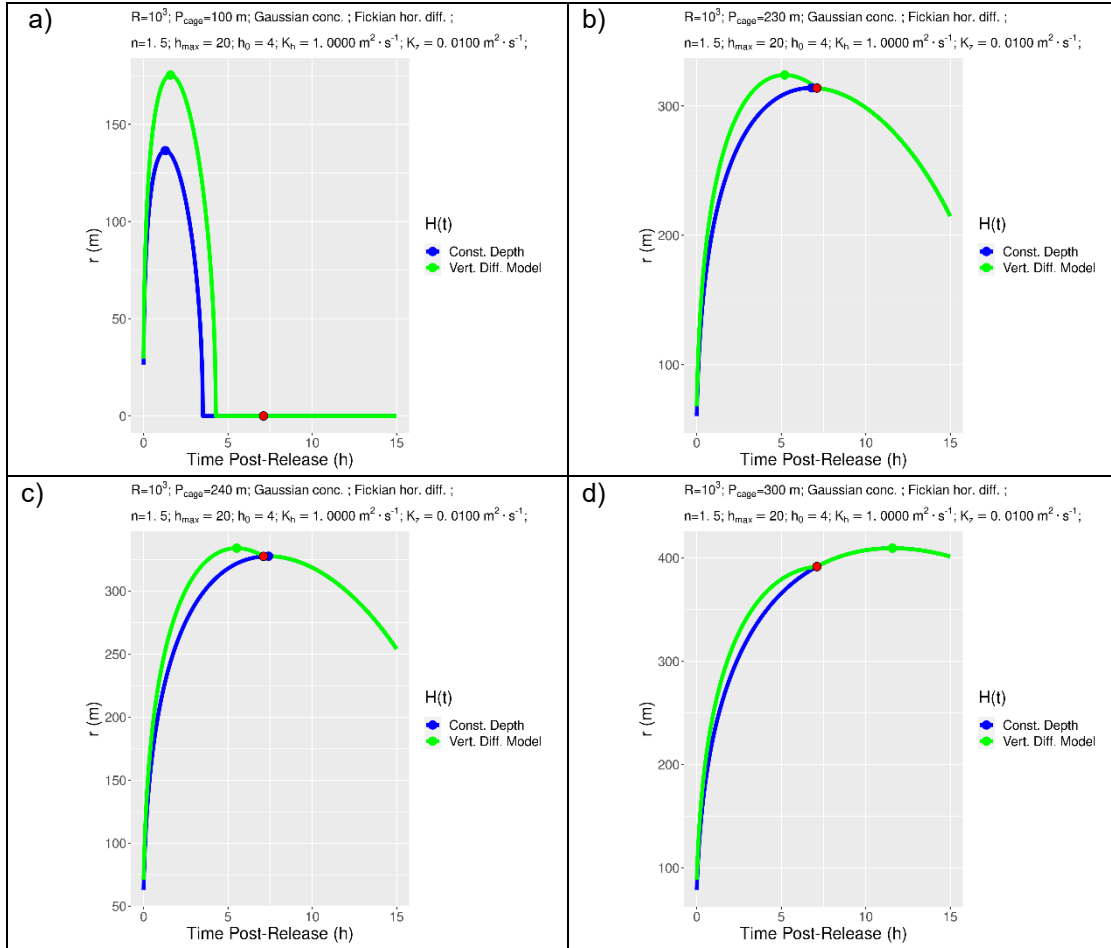 a)
R=10³; P_cage=100 m; Gaussian conc. ; Fickian hor. diff. ;
n=1. 5; h_max = 20; h_0 = 4; K_h = 1. 0000 m² · s⁻¹; K_z = 0. 0100 m² · s⁻¹;
r (m)
150
100
50
0
0 5 10 15
Time Post-Release (h)
H(t)
Const. Depth
Vert. Diff. Model
b)
R=10³; P_cage=230 m; Gaussian conc. ; Fickian hor. diff. ;
n=1. 5; h_max = 20; h_0 = 4; K_h = 1. 0000 m² · s⁻¹; K_z = 0. 0100 m² · s⁻¹;
r (m)
300
200
100
0 5 10 15
Time Post-Release (h)
H(t)
Const. Depth
Vert. Diff. Model
c)
R=10³; P_cage=240 m; Gaussian conc. ; Fickian hor. diff. ;
n=1. 5; h_max = 20; h_0 = 4; K_h = 1. 0000 m² · s⁻¹; K_z = 0. 0100 m² · s⁻¹;
r (m)
300
250
200
150
100
50
0 5 10 15
Time Post-Release (h)
H(t)
Const. Depth
Vert. Diff. Model
d)
R=10³; P_cage=300 m; Gaussian conc. ; Fickian hor. diff. ;
n=1. 5; h_max = 20; h_0 = 4; K_h = 1. 0000 m² · s⁻¹; K_z = 0. 0100 m² · s⁻¹;
r (m)
400
300
200
100
0 5 10 15
Time Post-Release (h)
H(t)
Const. Depth
Vert. Diff. Model